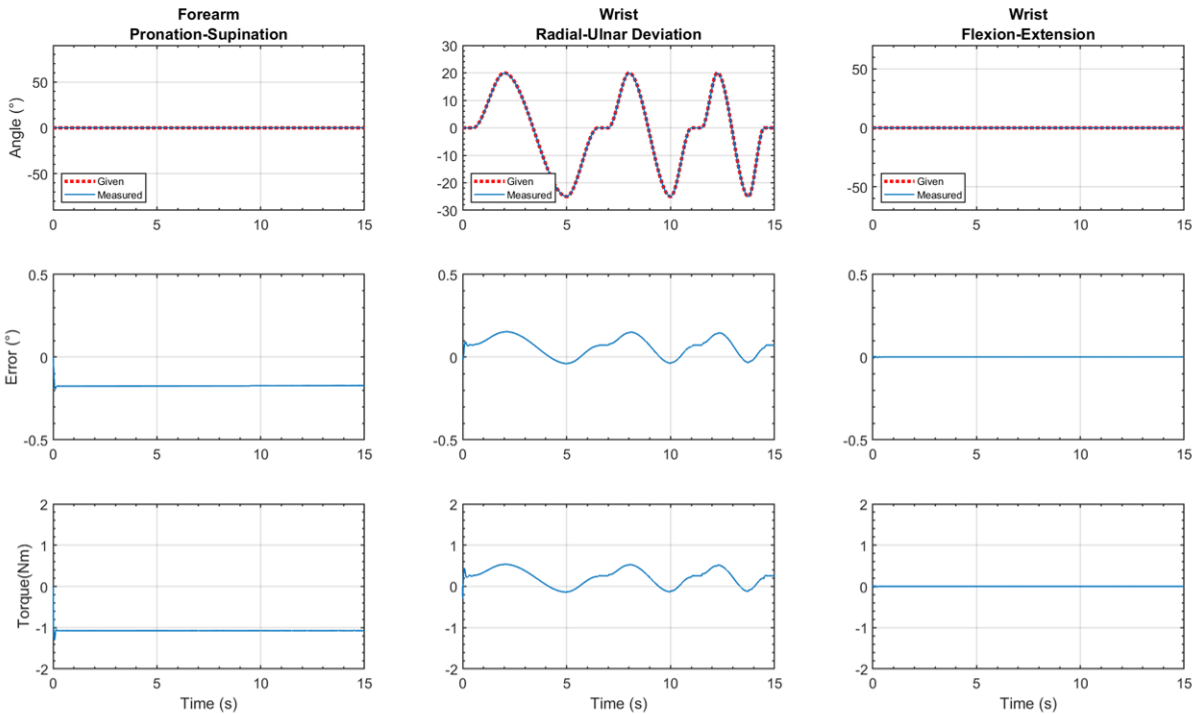 Forearm
Pronation-Supination
Wrist
Radial-Ulnar Deviation
Wrist
Flexion-Extension
Angle (°)
50
0
-50
Given
Measured
0 5 10 15
30
20
10
0
-10
-20
-30
Given
Measured
0 5 10 15
50
0
-50
Given
Measured
0 5 10 15
Error (°)
0.5
0
-0.5
0 5 10 15
0.5
0
-0.5
0 5 10 15
0.5
0
-0.5
0 5 10 15
Torque(Nm)
2
1
0
-1
-2
0 5 10 15
Time (s)
2
1
0
-1
-2
0 5 10 15
Time (s)
2
1
0
-1
-2
0 5 10 15
Time (s)